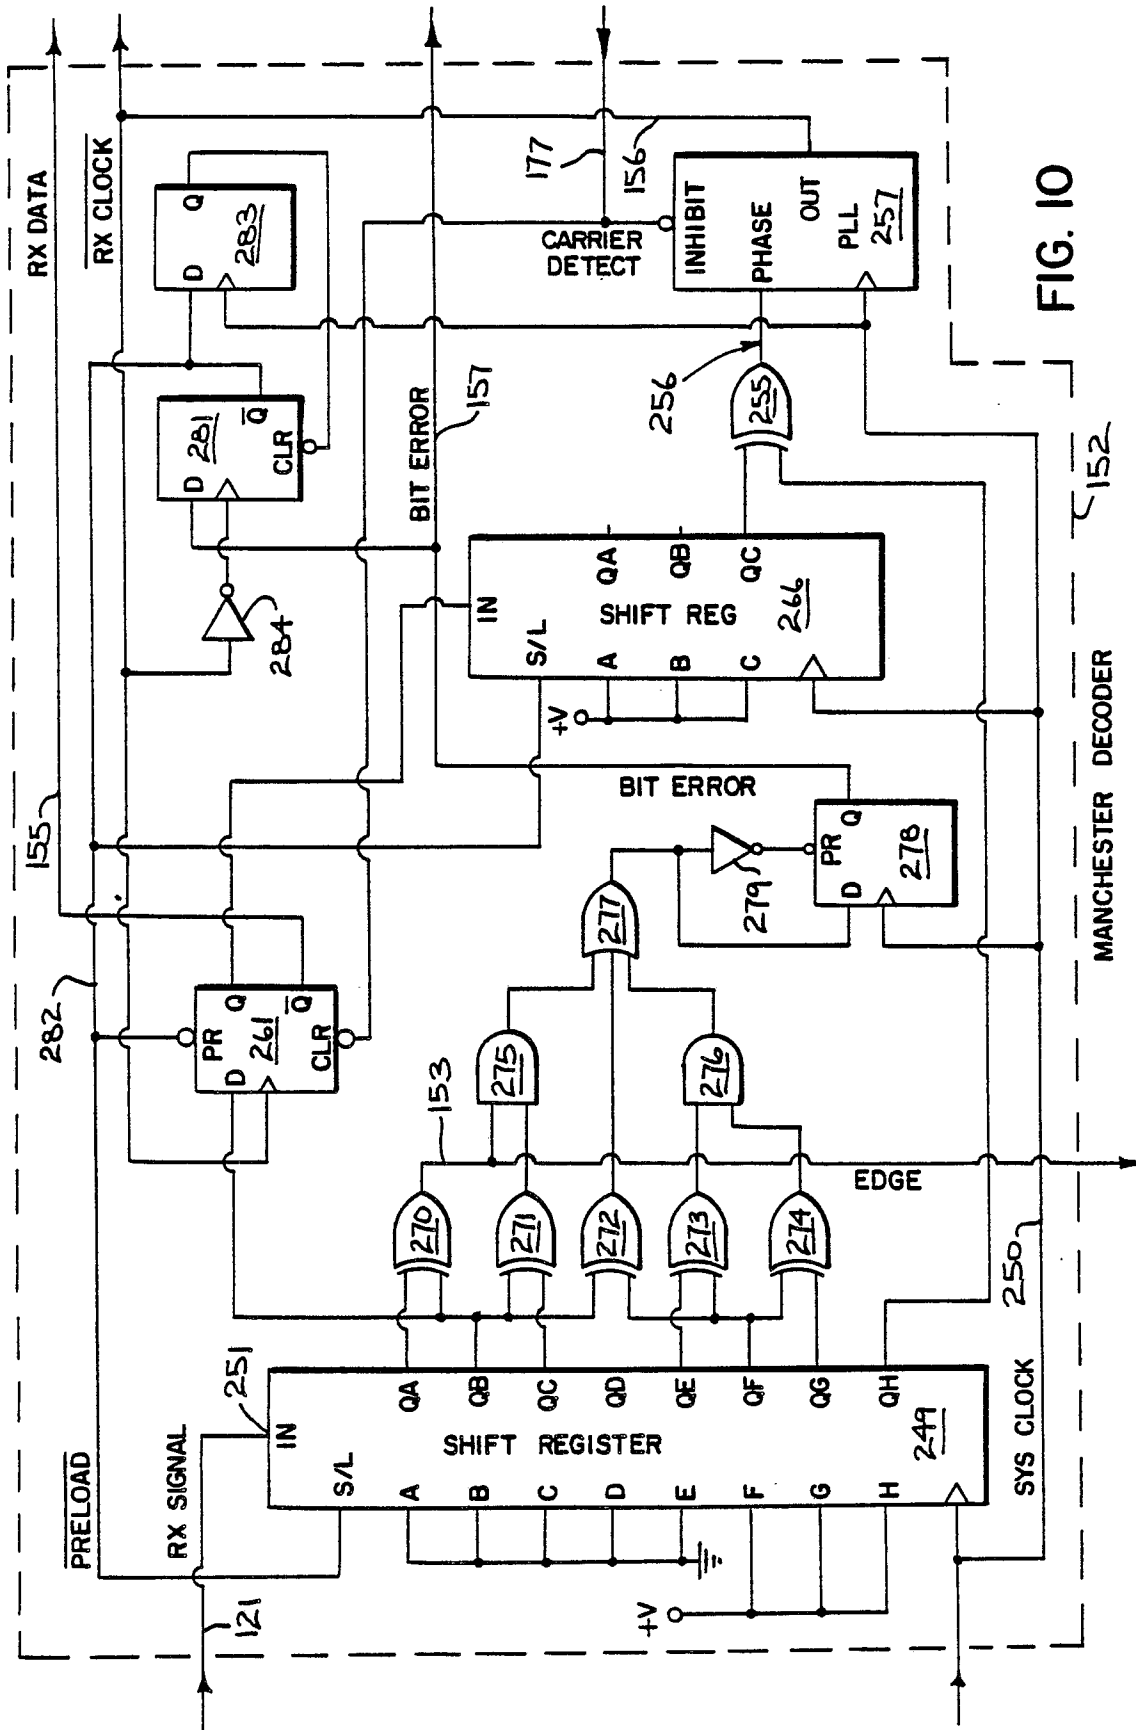 RX DATA
RX CLOCK
155
282
PRELOAD
RX SIGNAL
121
251
IN
S/L
A
B
C
D
E
F
G
H
QA
QB
QC
QD
QE
QF
QG
QH
SHIFT REGISTER
249
+V
SYS CLOCK
250
EDGE
153
270
271
272
273
274
275
276
277
279
D
PR
Q
278
BIT ERROR
D
PR
Q
Q
CLR
261
284
D
Q
CLR
281
D
Q
283
BIT ERROR
157
IN
S/L
A
B
C
+V
QA
QB
QC
SHIFT REG
266
255
256
CARRIER
DETECT
177
156
INHIBIT
PHASE
OUT
PLL
257
152
MANCHESTER DECODER
FIG. 10